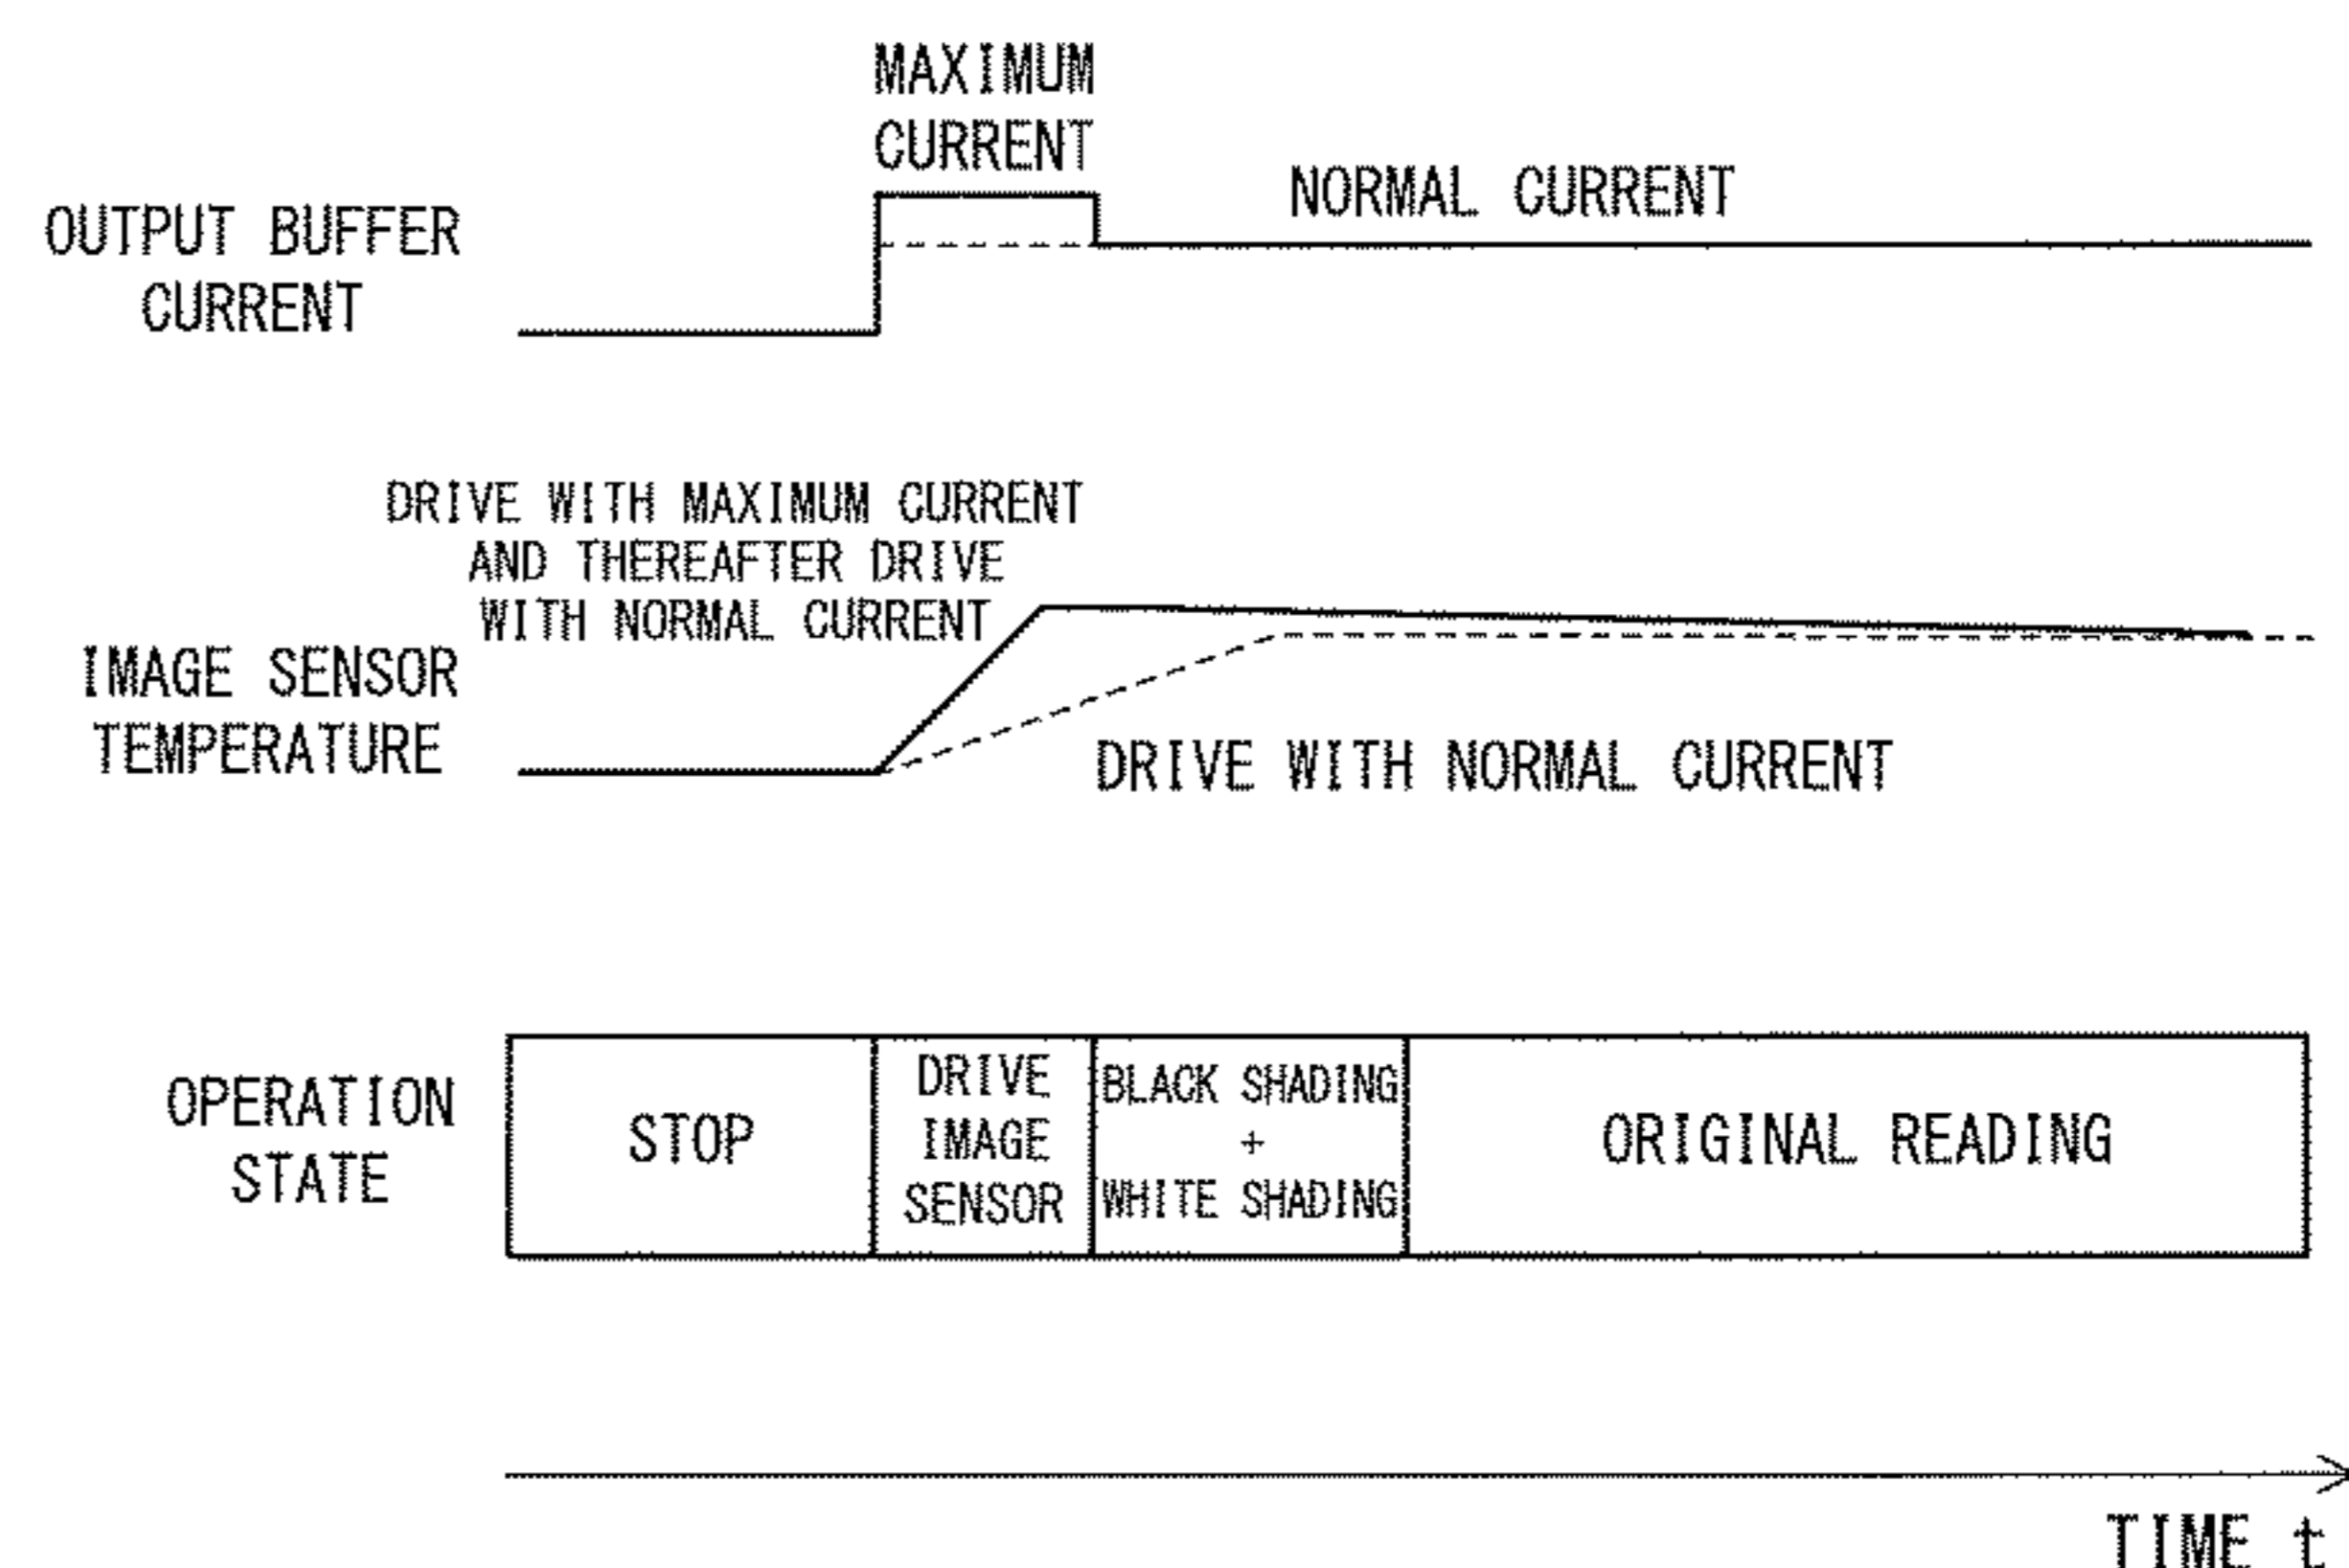 MAXIMUM
CURRENT
NORMAL CURRENT
OUTPUT BUFFER
CURRENT
DRIVE WITH MAXIMUM CURRENT
AND THEREAFTER DRIVE
WITH NORMAL CURRENT
IMAGE SENSOR
TEMPERATURE
DRIVE WITH NORMAL CURRENT
OPERATION
STATE
STOP
DRIVE
IMAGE
SENSOR
BLACK SHADING
+
WHITE SHADING
ORIGINAL READING
TIME t